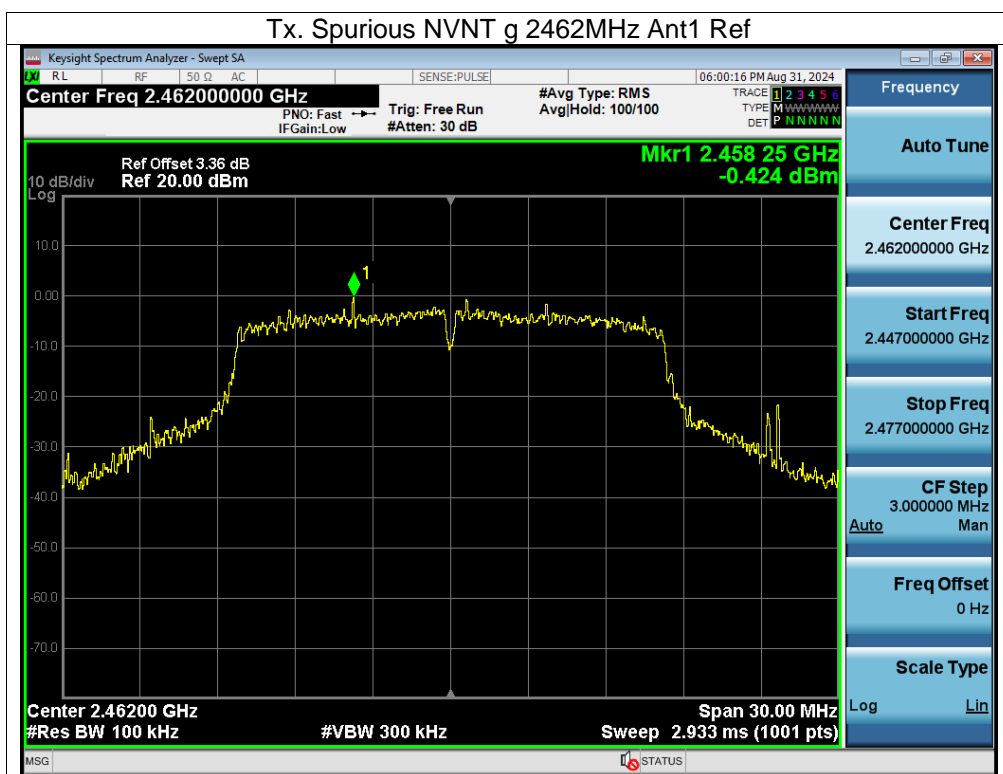 Tx. Spurious NVNT g 2462MHz Ant1 Ref
Keysight Spectrum Analyzer - Swept SA
LXI RL RF 50 Ω AC SENSE:PULSE 06:00:16 PM Aug 31, 2024
Center Freq 2.462000000 GHz
PNO: Fast
IFGain:Low
Trig: Free Run
#Atten: 30 dB
#Avg Type: RMS
Avg|Hold: 100/100
TRACE 1 2 3 4 5 6
TYPE M WWWWW
DET P N N N N N
Mkr1 2.458 25 GHz
-0.424 dBm
Ref Offset 3.36 dB
10 dB/div Ref 20.00 dBm
Log
10.0
0.00
-10.0
-20.0
-30.0
-40.0
-50.0
-60.0
-70.0
1
Center 2.46200 GHz Span 30.00 MHz
#Res BW 100 kHz #VBW 300 kHz Sweep 2.933 ms (1001 pts)
MSG STATUS
Frequency
Auto Tune
Center Freq
2.462000000 GHz
Start Freq
2.447000000 GHz
Stop Freq
2.477000000 GHz
CF Step
3.000000 MHz
Auto Man
Freq Offset
0 Hz
Scale Type
Log Lin